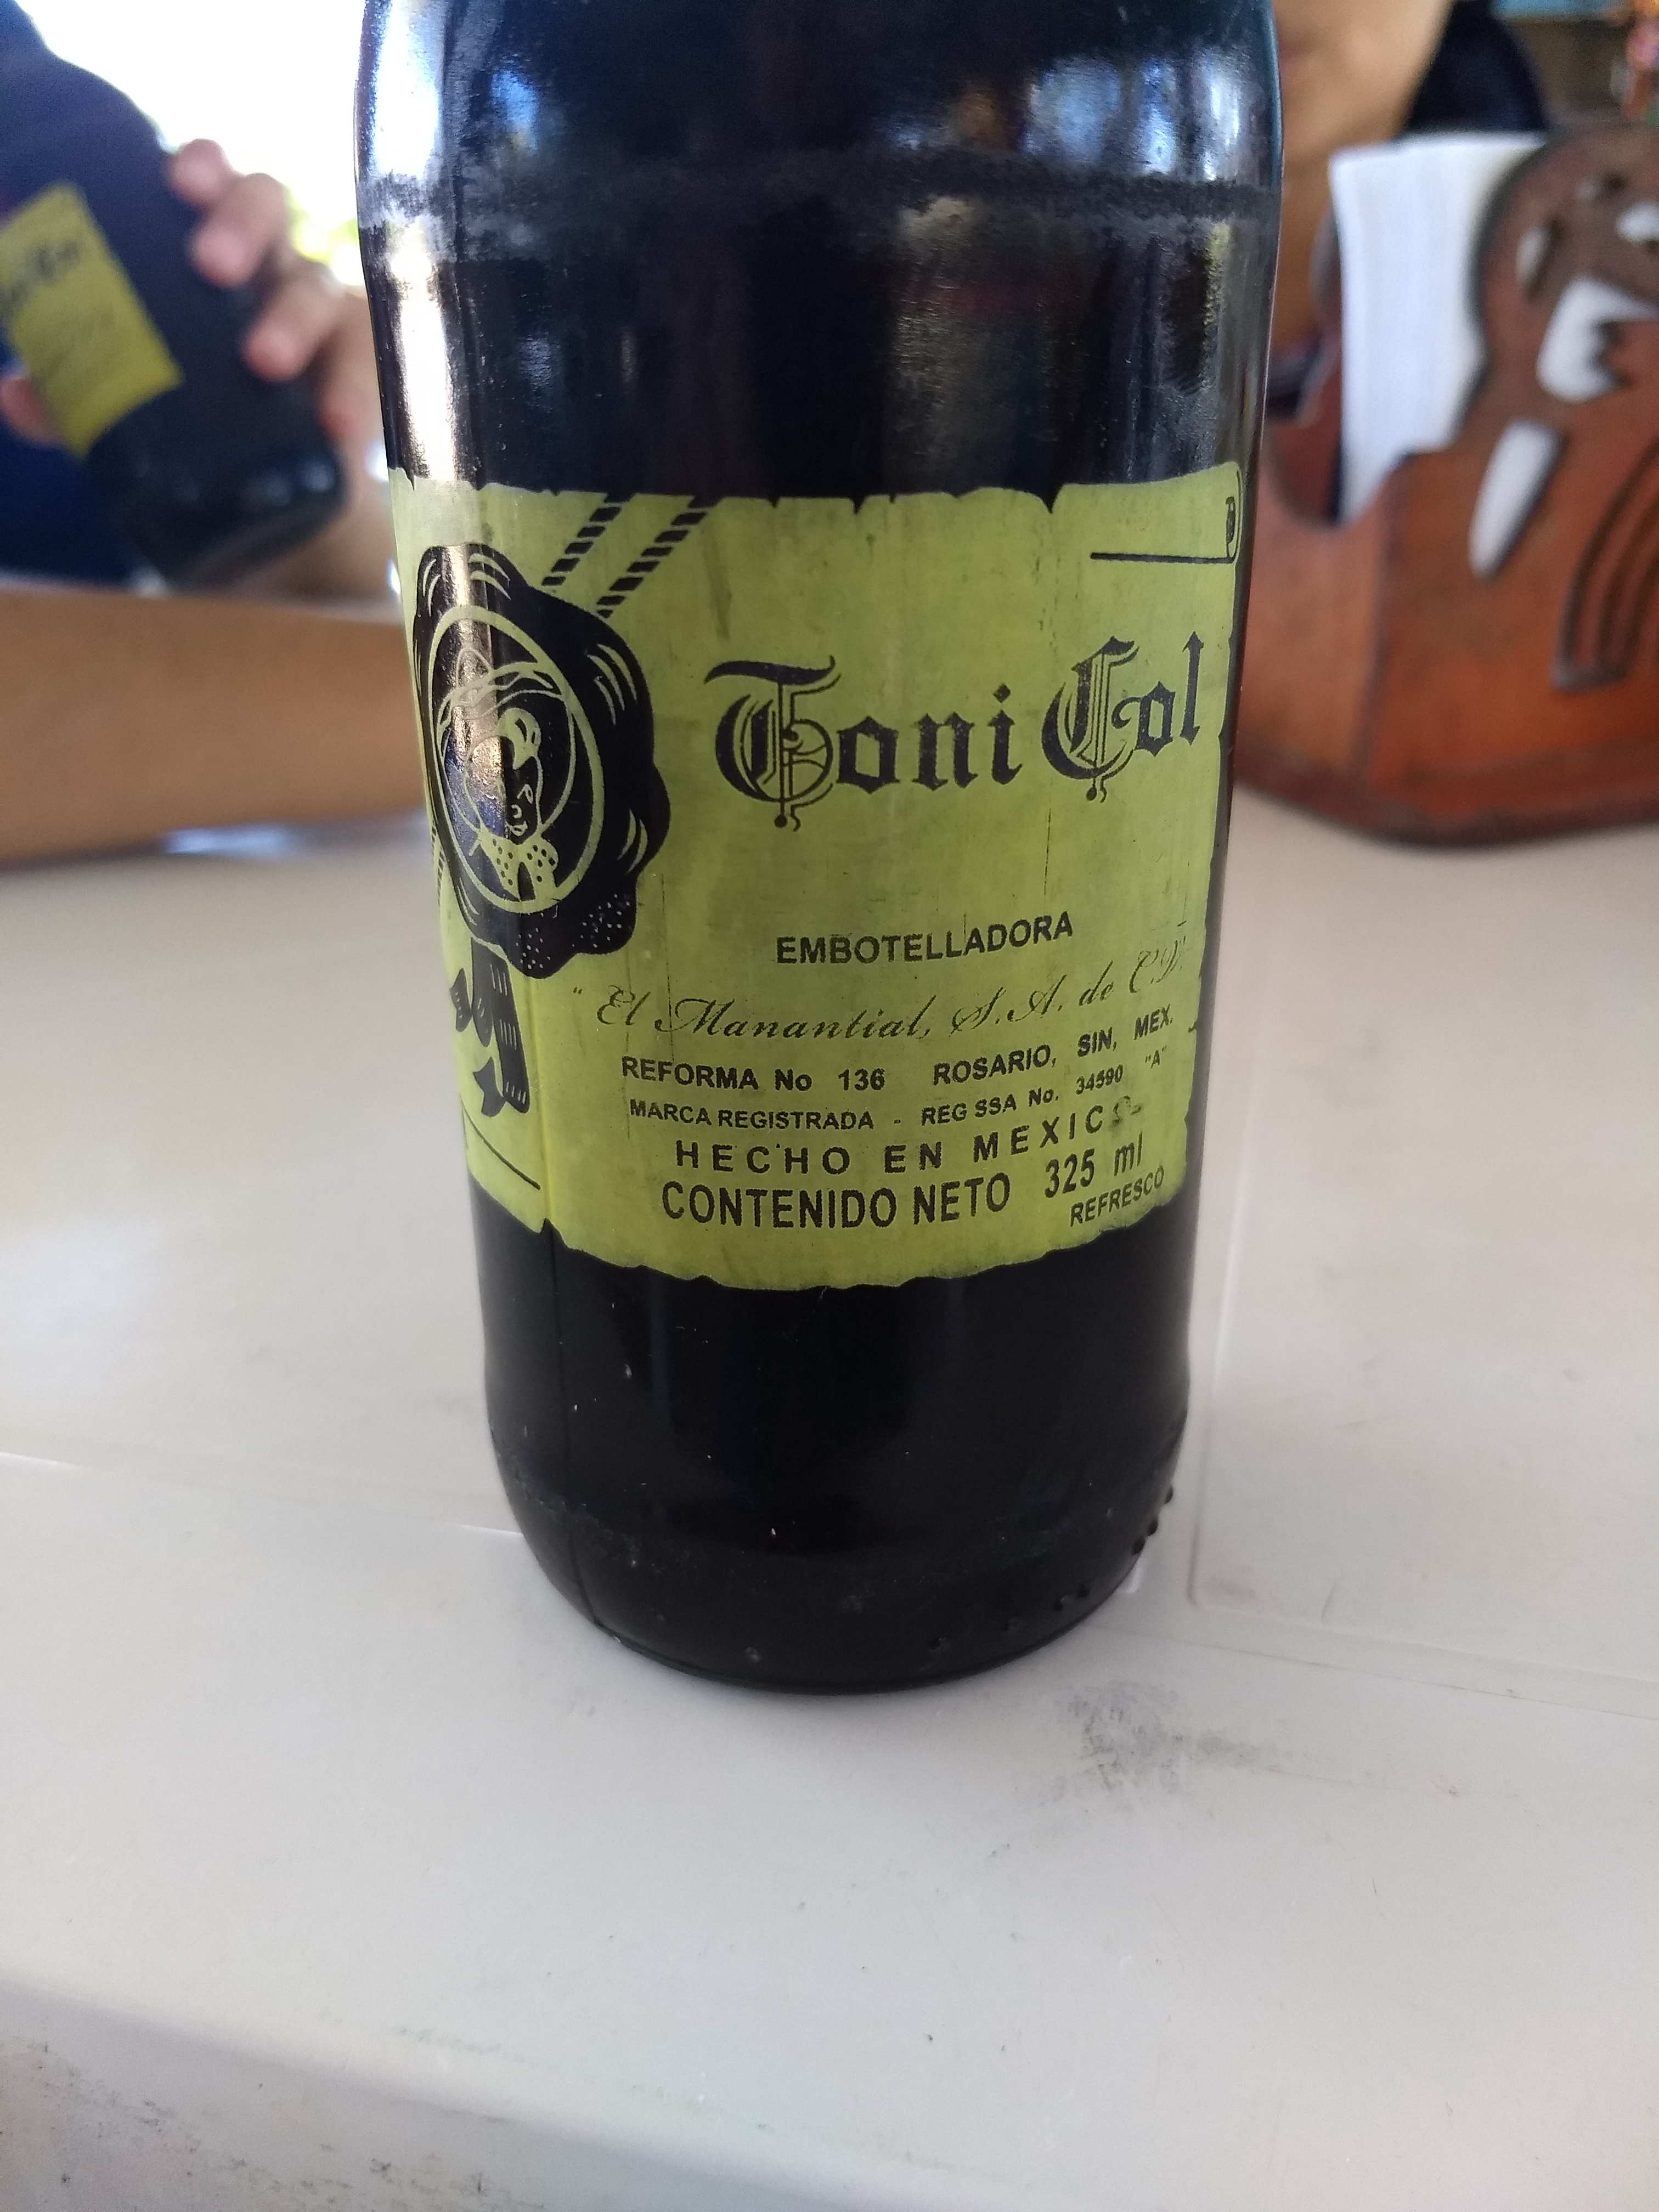 Toni Col
EMBOTELLADORA
"El Manantial, S.A. de C.V.
REFORMA No 136 ROSARIO, SIN, MEX.
MARCA REGISTRADA - REG SSA No. 34590 "A"
HECHO EN MEXICO
CONTENIDO NETO 325 ml
REFRESCO